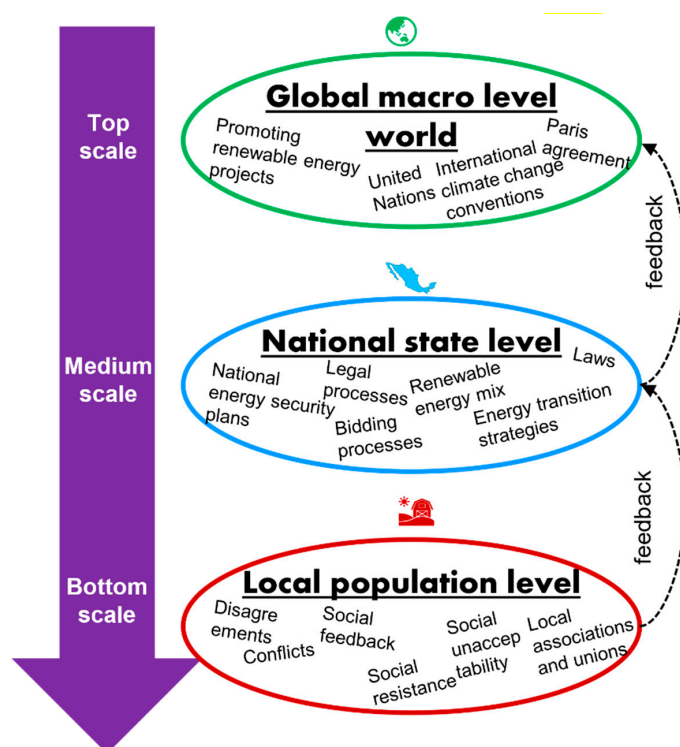 Top
scale
Global macro level
world
Promoting
renewable energy
projects
United
Nations
International
climate change
conventions
Paris
agreement
feedback
Medium
scale
National state level
National
energy security
plans
Legal
processes
Bidding
processes
Renewable
energy mix
Energy transition
strategies
Laws
feedback
Bottom
scale
Local population level
Disagre
ements
Conflicts
Social
feedback
Social
resistance
Social
unaccep
tability
Local
associations
and unions